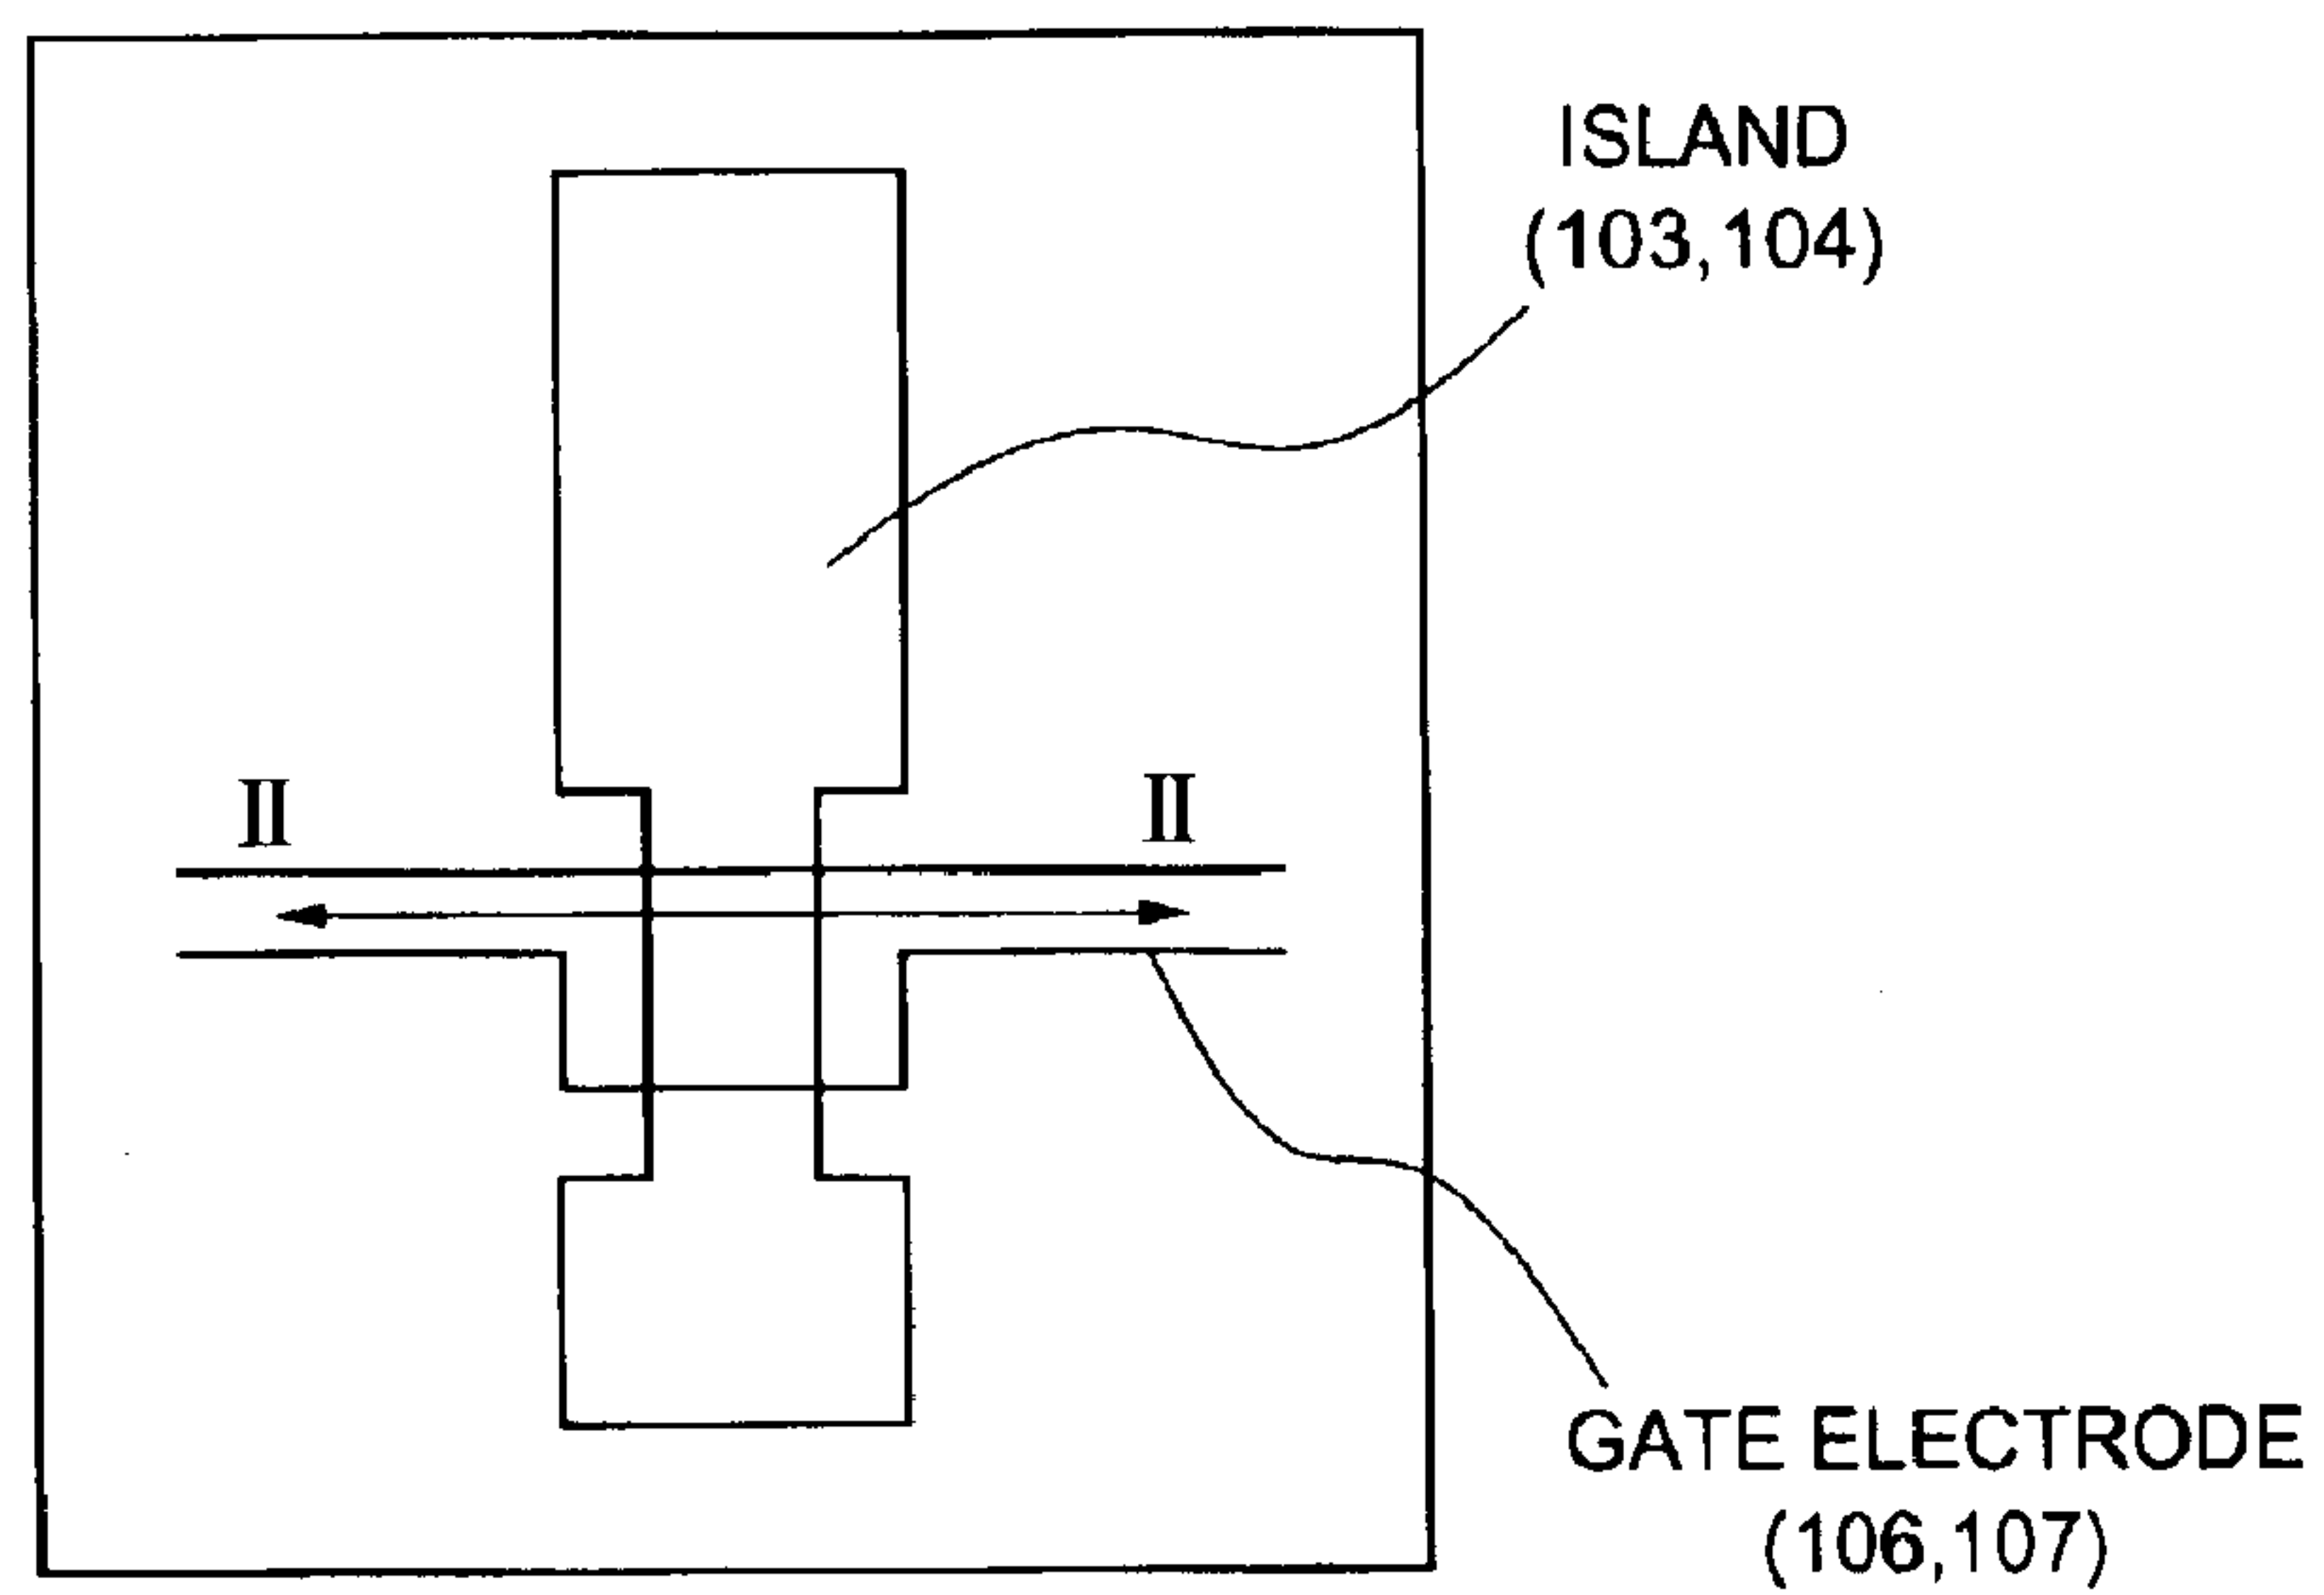 ISLAND
(103,104)
II II
GATE ELECTRODE
(106,107)